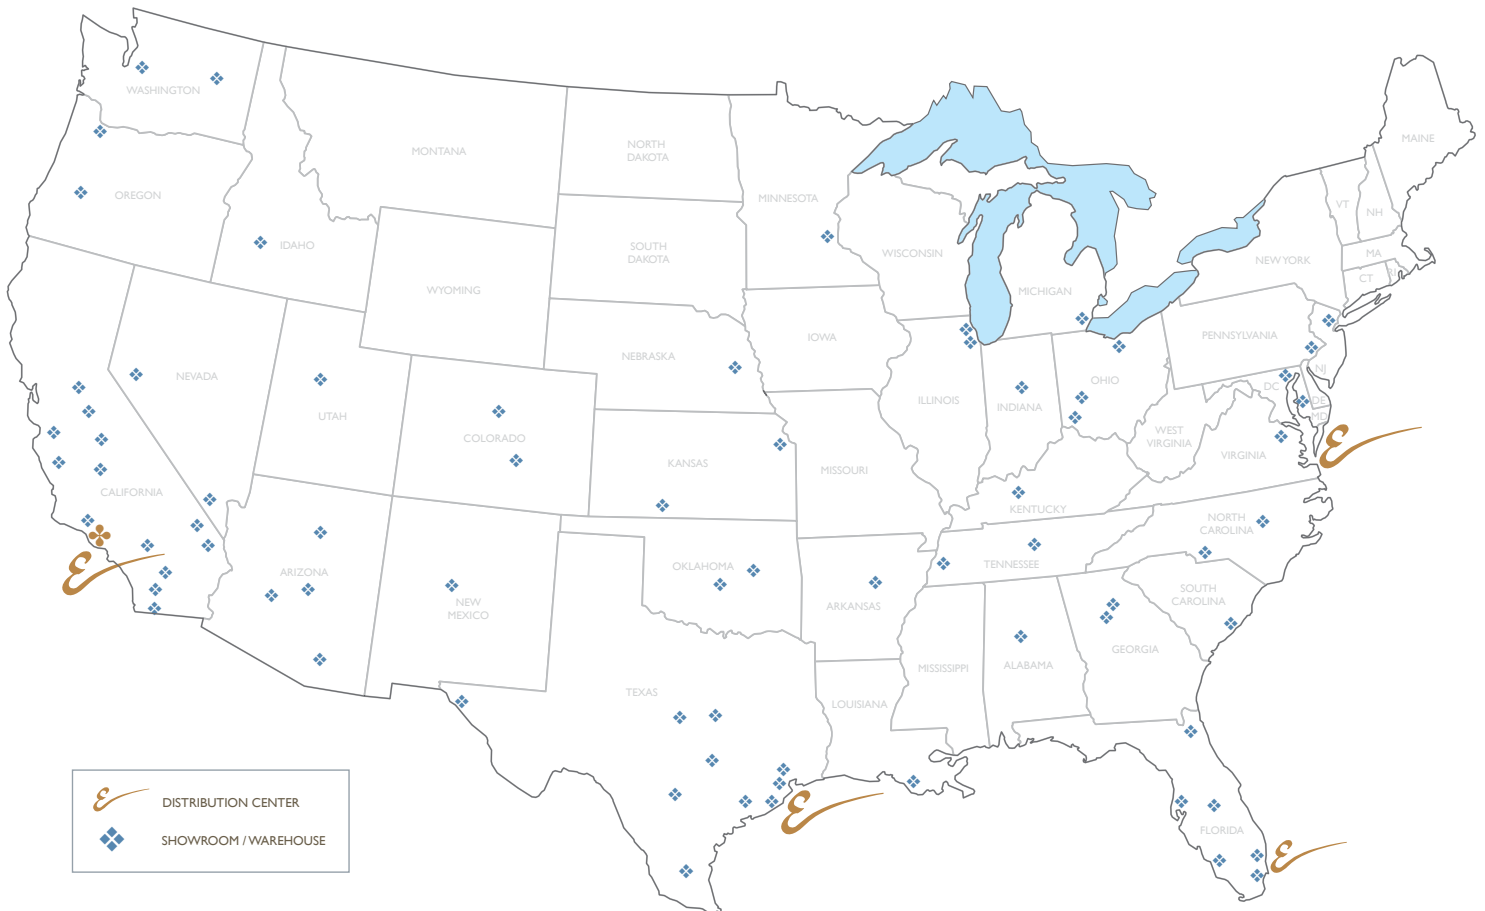 WASHINGTON
MAINE
MONTANA
NORTH
DAKOTA
OREGON
MINNESOTA
VT
NH
IDAHO
SOUTH
DAKOTA
WISCONSIN
NEW YORK
MA
CT
RI
WYOMING
MICHIGAN
IOWA
PENNSYLVANIA
NEBRASKA
NJ
NEVADA
OHIO
DC
UTAH
ILLINOIS
INDIANA
DE
MD
COLORADO
WEST
VIRGINIA
KANSAS
MISSOURI
VIRGINIA
CALIFORNIA
KENTUCKY
NORTH
CAROLINA
ARIZONA
OKLAHOMA
TENNESSEE
NEW
MEXICO
ARKANSAS
SOUTH
CAROLINA
GEORGIA
MISSISSIPPI
ALABAMA
TEXAS
LOUISIANA
FLORIDA
DISTRIBUTION CENTER
SHOWROOM / WAREHOUSE